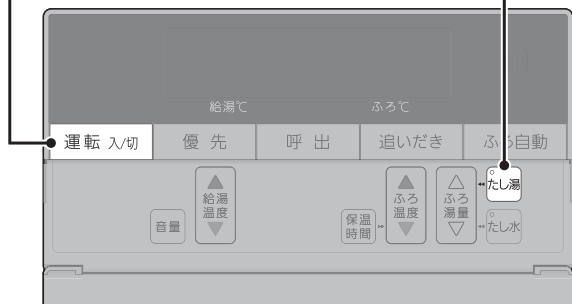 給湯℃ ふろ℃
運転 入/切 優先 呼出 追いだき ふろ自動
給湯
温度
音量
ふろ
温度
保温
時間
ふろ
湯量
たし湯
たし水